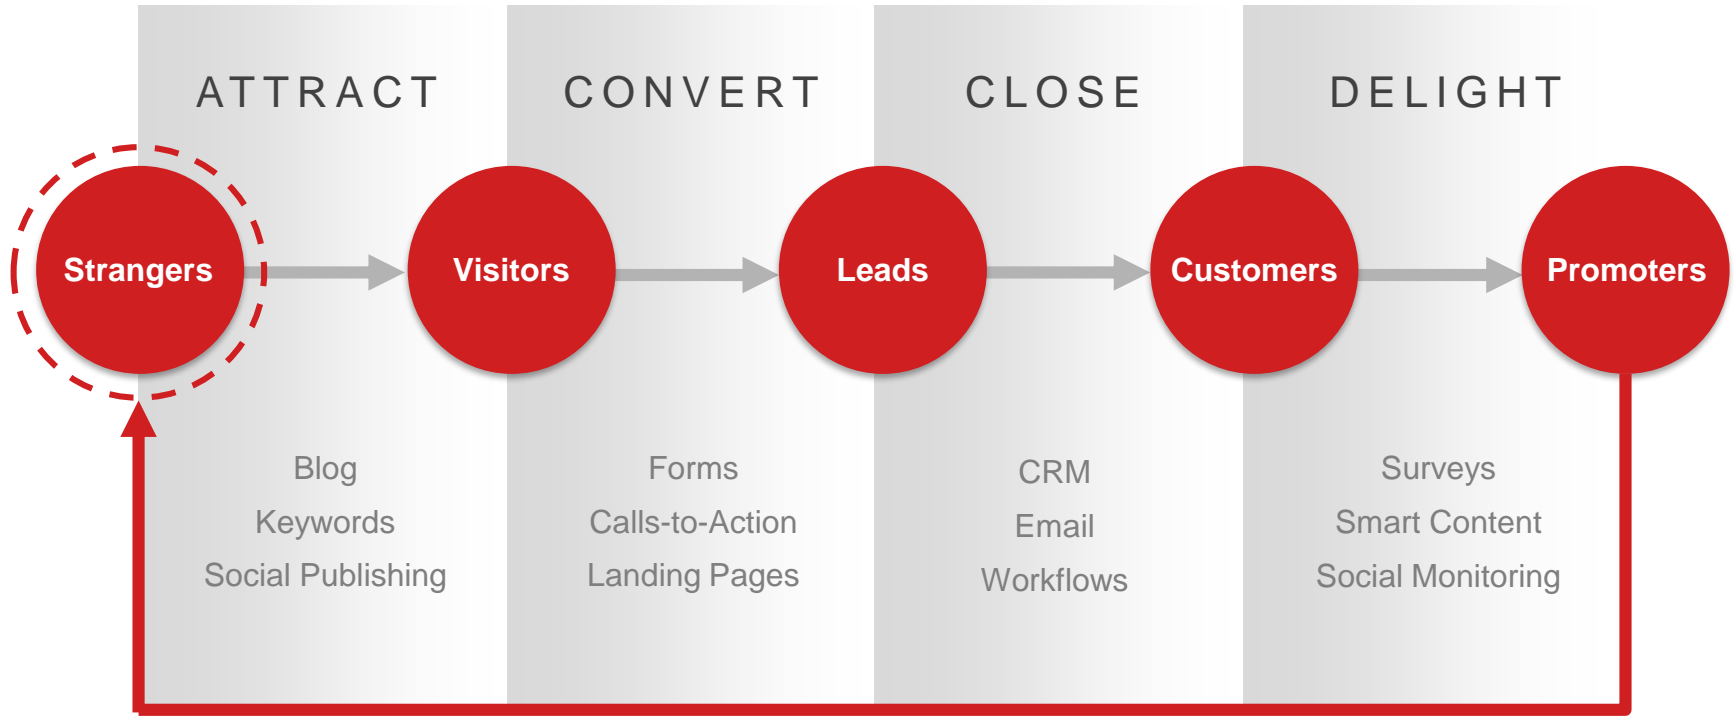 ATTRACT
CONVERT
CLOSE
DELIGHT
Strangers
Visitors
Leads
Customers
Promoters
Blog
Keywords
Social Publishing
Forms
Calls-to-Action
Landing Pages
CRM
Email
Workflows
Surveys
Smart Content
Social Monitoring